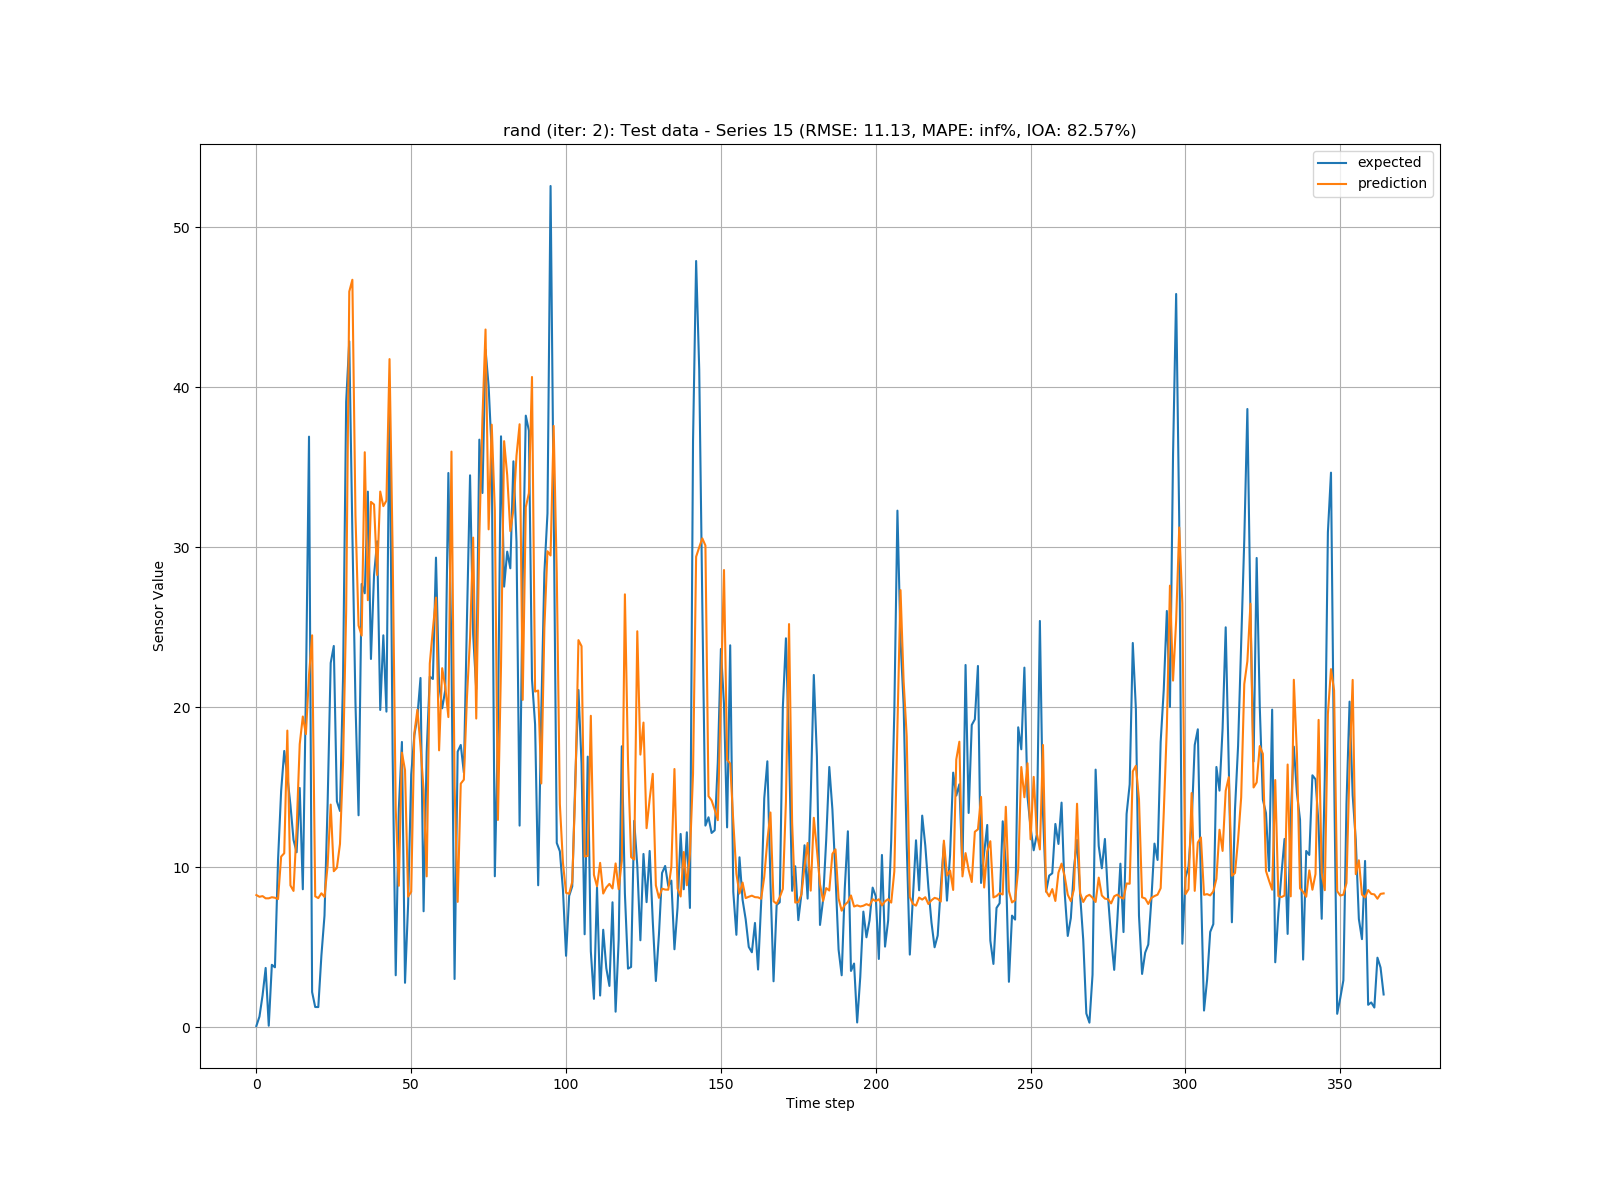 rand (iter: 2): Test data - Series 15 (RMSE: 11.13, MAPE: inf%, IOA: 82.57%)
expected
prediction
50
40
30
20
10
0
Sensor Value
0 50 100 150 200 250 300 350
Time step